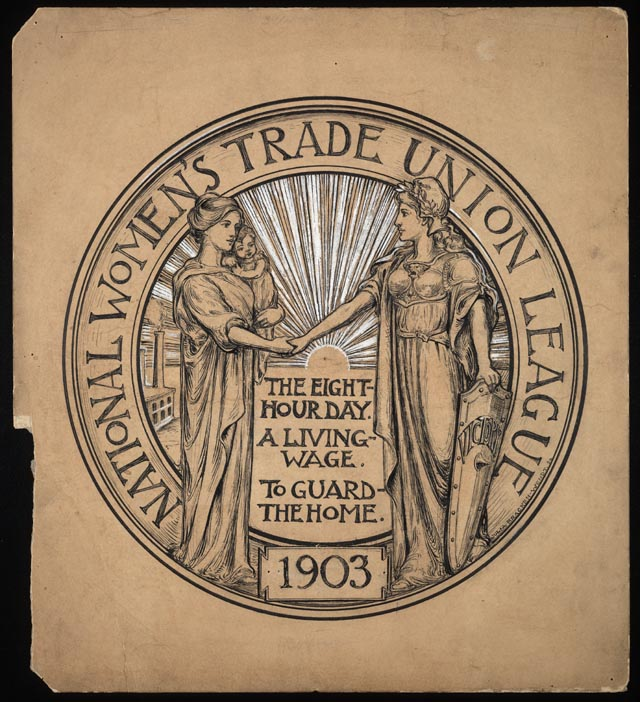 NATIONAL WOMEN'S TRADE UNION LEAGUE
THE EIGHT-
HOUR DAY.
A LIVING-
WAGE.
TO GUARD-
THE HOME.
1903